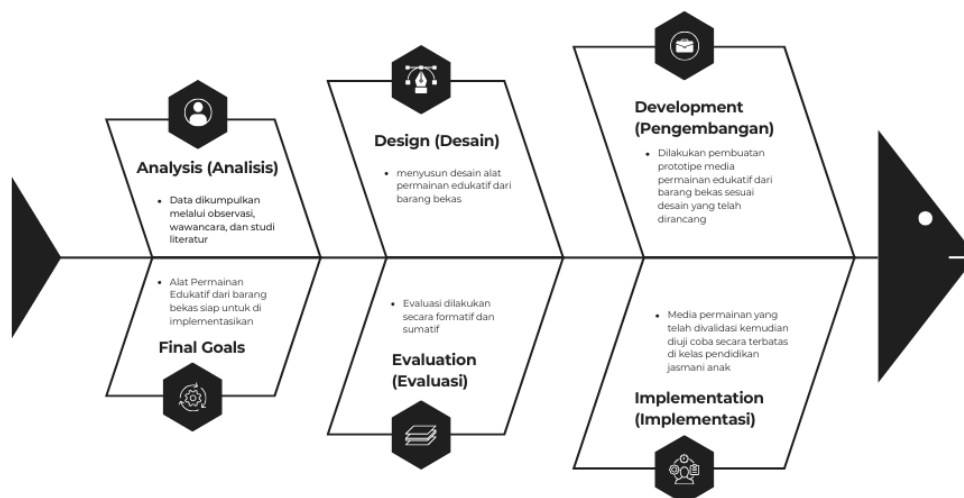 Analysis (Analisis)
• Data dikumpulkan
melalui observasi,
wawancara, dan studi
literatur
Design (Desain)
• menyusun desain alat
permainan edukatif dari
barang bekas
Development
(Pengembangan)
• Dilakukan pembuatan
prototipe media
permainan edukatif dari
barang bekas sesuai
desain yang telah
dirancang
• Alat Permainan
Edukatif dari barang
bekas siap untuk di
implementasikan
Final Goals
• Evaluasi dilakukan
secara formatif dan
sumatif
Evaluation
(Evaluasi)
• Media permainan yang
telah divalidasi kemudian
diuji coba secara terbatas
di kelas pendidikan
jasmani anak
Implementation
(Implementasi)